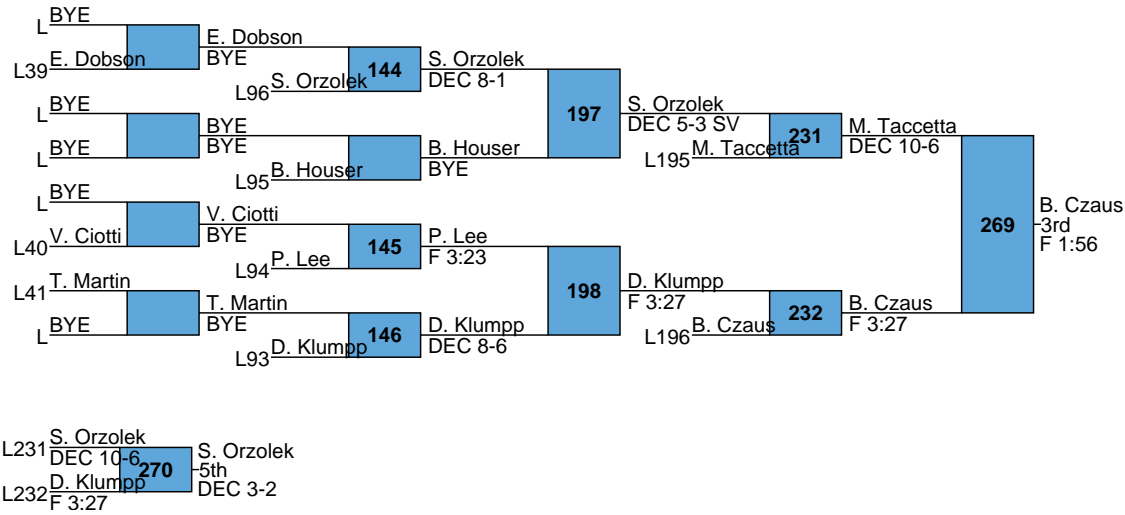 L BYE
L39 E. Dobson
E. Dobson
BYE
L96 S. Orzolek
144
S. Orzolek
DEC 8-1
L BYE
L BYE
BYE
BYE
L95 B. Houser
B. Houser
BYE
197
S. Orzolek
DEC 5-3 SV
L195 M. Taccetta
231
M. Taccetta
DEC 10-6
L BYE
L40 V. Ciotti
V. Ciotti
BYE
L94 P. Lee
145
P. Lee
F 3:23
L41 T. Martin
L BYE
T. Martin
BYE
L93 D. Klumpp
146
D. Klumpp
DEC 8-6
198
D. Klumpp
F 3:27
L196 B. Czaus
232
B. Czaus
F 3:27
269
B. Czaus
3rd
F 1:56
L231 S. Orzolek
DEC 10-6
L232 D. Klumpp
F 3:27
270
S. Orzolek
5th
DEC 3-2